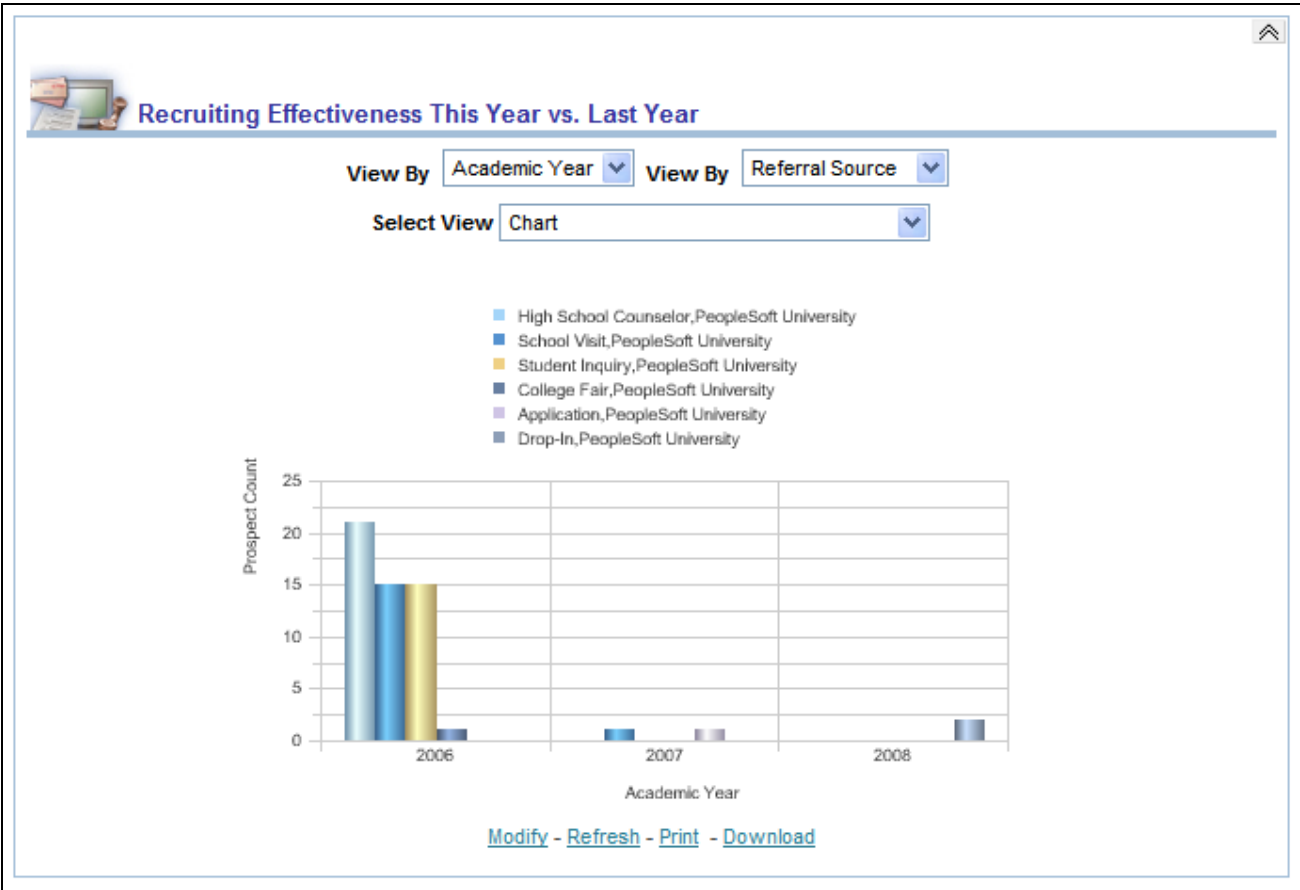 Recruiting Effectiveness This Year vs. Last Year
View By Academic Year View By Referral Source
Select View Chart
High School Counselor,PeopleSoft University
School Visit,PeopleSoft University
Student Inquiry,PeopleSoft University
College Fair,PeopleSoft University
Application,PeopleSoft University
Drop-In,PeopleSoft University
Prospect Count
25
20
15
10
5
0
2006 2007 2008
Academic Year
Modify - Refresh - Print - Download